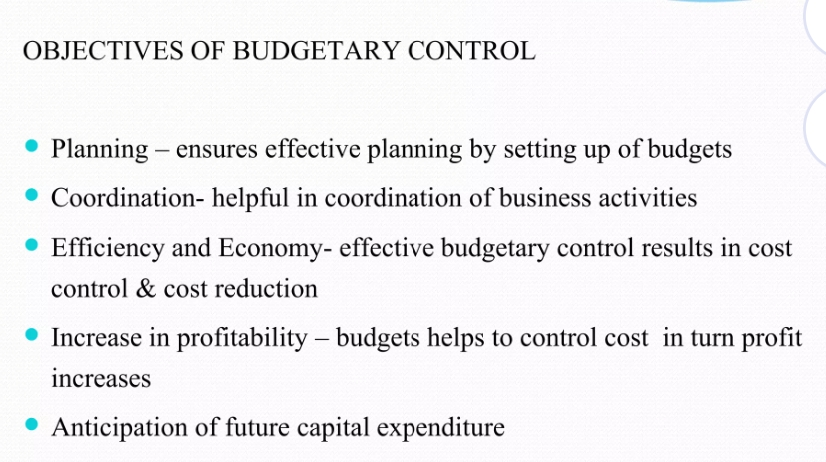 OBJECTIVES OF BUDGETARY CONTROL
Planning – ensures effective planning by setting up of budgets
Coordination- helpful in coordination of business activities
Efficiency and Economy- effective budgetary control results in cost
control & cost reduction
Increase in profitability – budgets helps to control cost  in turn profit
increases
Anticipation of future capital expenditure